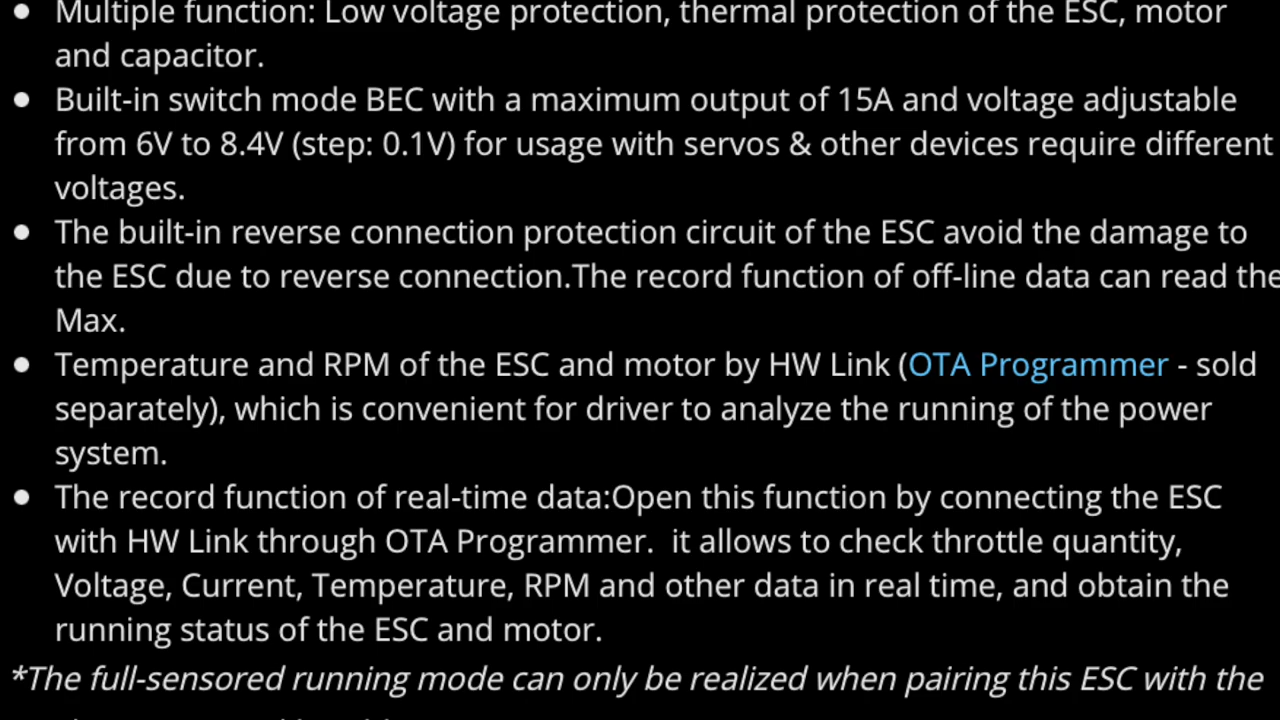 ● Multiple function: Low voltage protection, thermal protection of the ESC, motor
and capacitor.
● Built-in switch mode BEC with a maximum output of 15A and voltage adjustable
from 6V to 8.4V (step: 0.1V) for usage with servos & other devices require different
voltages.
● The built-in reverse connection protection circuit of the ESC avoid the damage to
the ESC due to reverse connection.The record function of off-line data can read the
Max.
● Temperature and RPM of the ESC and motor by HW Link (OTA Programmer - sold
separately), which is convenient for driver to analyze the running of the power
system.
● The record function of real-time data:Open this function by connecting the ESC
with HW Link through OTA Programmer.  it allows to check throttle quantity,
Voltage, Current, Temperature, RPM and other data in real time, and obtain the
running status of the ESC and motor.
*The full-sensored running mode can only be realized when pairing this ESC with the